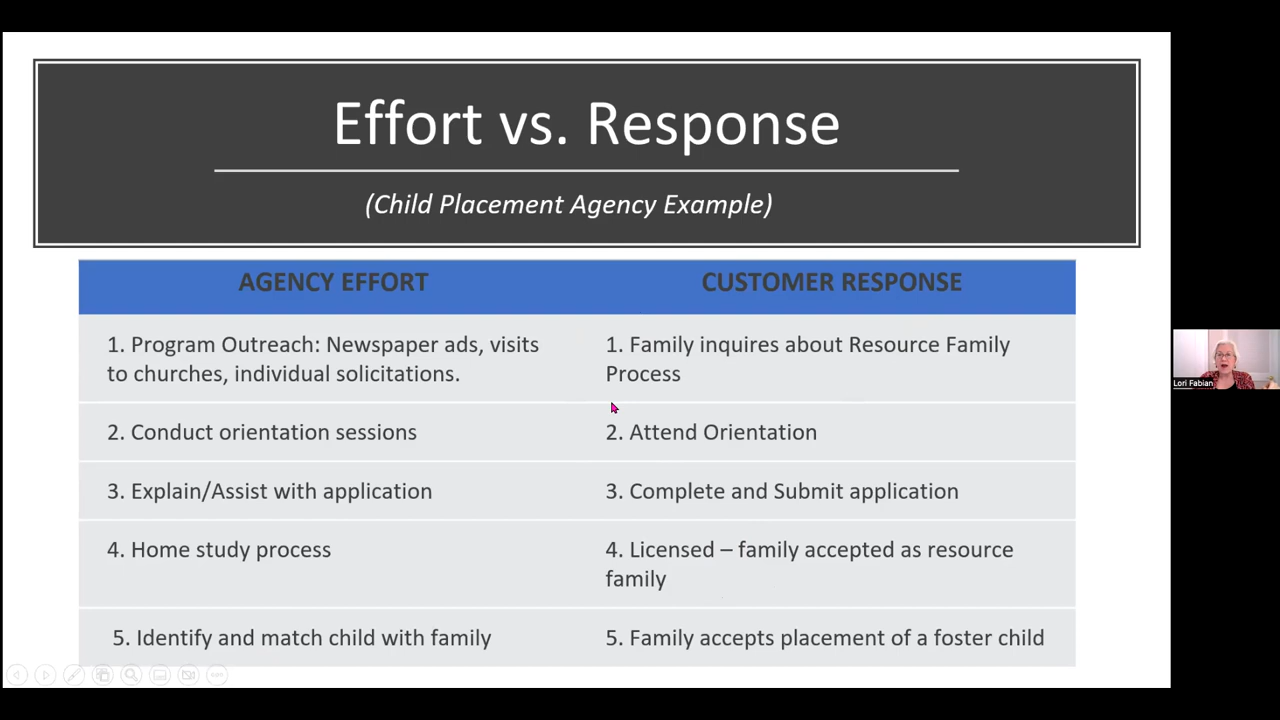 Effort vs. Response
(Child Placement Agency Example)
AGENCY EFFORT
CUSTOMER RESPONSE
1. Program Outreach: Newspaper ads, visits
to churches, individual solicitations.
1. Family inquires about Resource Family
Process
2. Conduct orientation sessions
2. Attend Orientation
3. Explain/Assist with application
3. Complete and Submit application
4. Home study process
4. Licensed – family accepted as resource
family
5. Identify and match child with family
5. Family accepts placement of a foster child
Lori Fabian